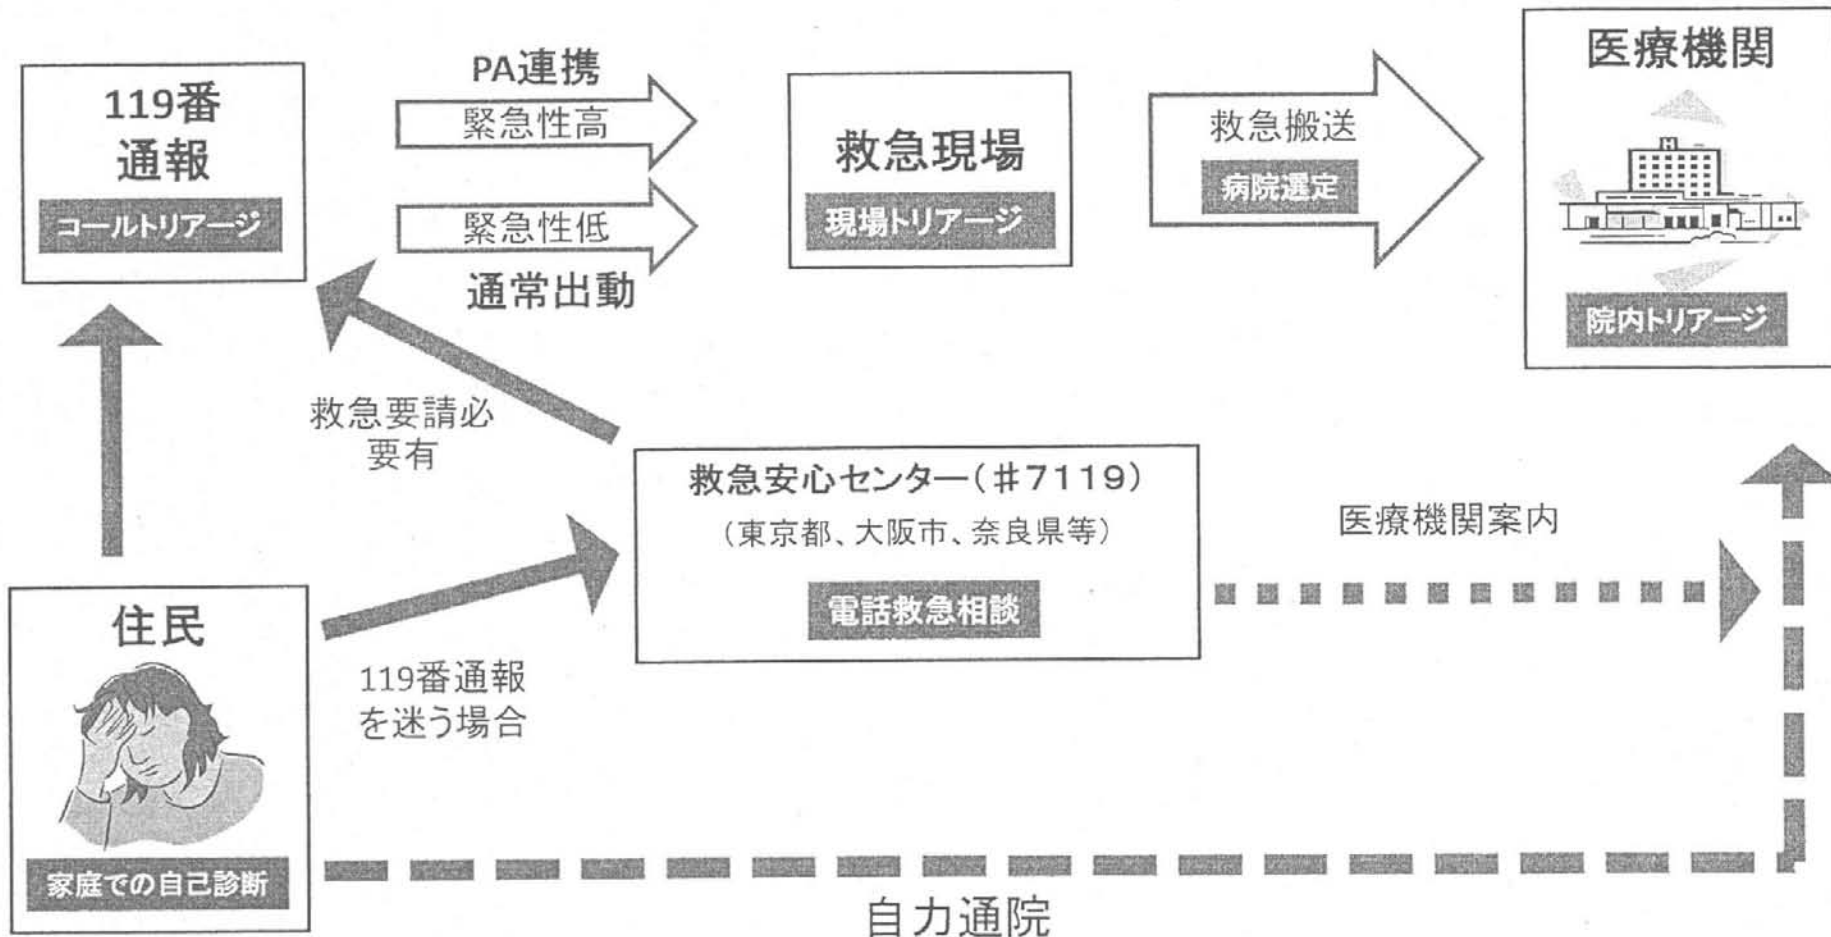 119番
通報
コールトリアージ
PA連携
緊急性高
緊急性低
通常出動
救急現場
現場トリアージ
救急搬送
病院選定
医療機関
H
院内トリアージ
救急要請必
要有
救急安心センター(#7119)
(東京都、大阪市、奈良県等)
電話救急相談
医療機関案内
住民
家庭での自己診断
119番通報
を迷う場合
自力通院